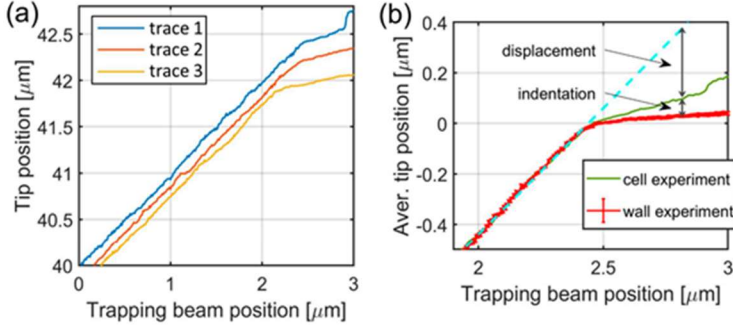 (a)
42.5
42
41.5
41
40.5
40
Tip position [μm]
trace 1
trace 2
trace 3
0
1
2
3
Trapping beam position [μm]
(b)
0.4
0.2
0
-0.2
-0.4
Aver. tip position [μm]
displacement
indentation
cell experiment
wall experiment
2
2.5
3
Trapping beam position [μm]